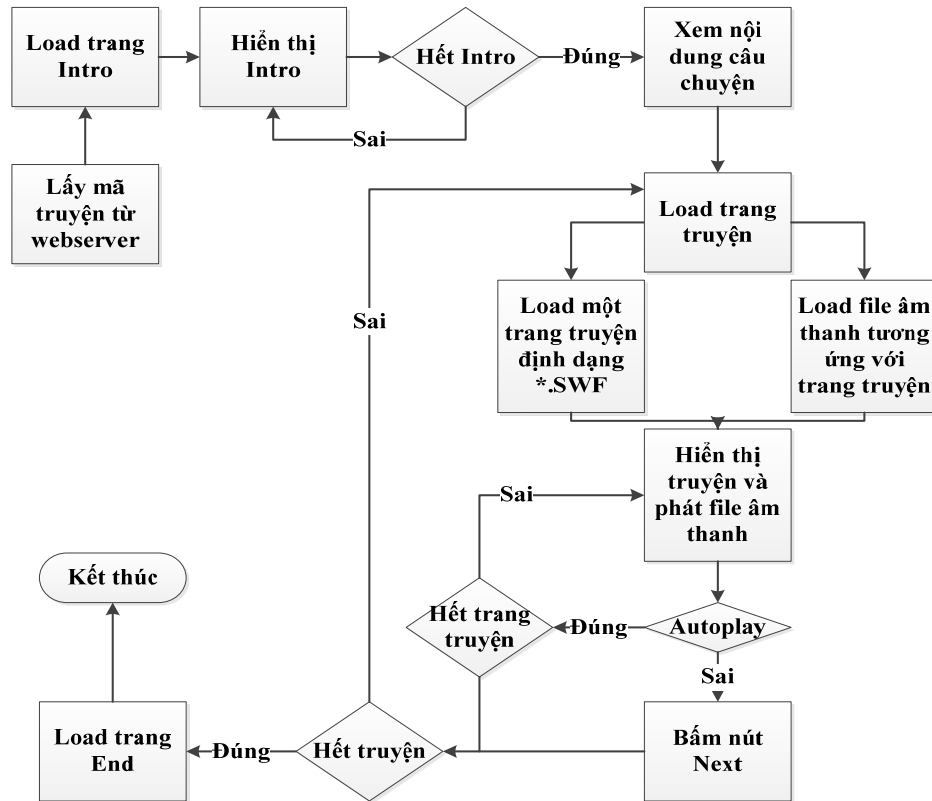 Load trang
Intro
Hiển thị
Intro
Hết Intro
Đúng
Xem nội
dung câu
chuyện
Sai
Lấy mã
truyện từ
webserver
Load trang
truyện
Sai
Load một
trang truyện
định dạng
*.SWF
Load file âm
thanh tương
ứng với
trang truyện
Hiển thị
truyện và
phát file âm
thanh
Sai
Kết thúc
Hết trang
truyện
Đúng
Autoplay
Sai
Load trang
End
Đúng
Hết truyện
Bấm nút
Next